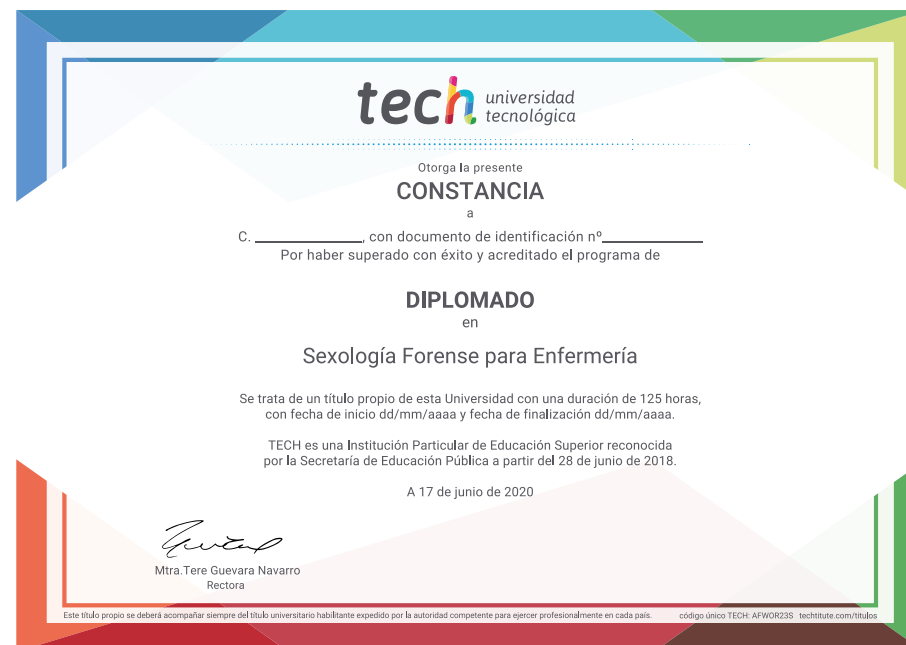 tech universidad
tecnológica
Otorga la presente
CONSTANCIA
a
C. ____________, con documento de identificación nº____________
Por haber superado con éxito y acreditado el programa de
DIPLOMADO
en
Sexología Forense para Enfermería
Se trata de un título propio de esta Universidad con una duración de 125 horas,
con fecha de inicio dd/mm/aaaa y fecha de finalización dd/mm/aaaa.
TECH es una Institución Particular de Educación Superior reconocida
por la Secretaría de Educación Pública a partir del 28 de junio de 2018.
A 17 de junio de 2020
Mtra.Tere Guevara Navarro
Rectora
Este título propio se deberá acompañar siempre del título universitario habilitante expedido por la autoridad competente para ejercer profesionalmente en cada país. código único TECH: AFWOR23S techtitute.com/titulos